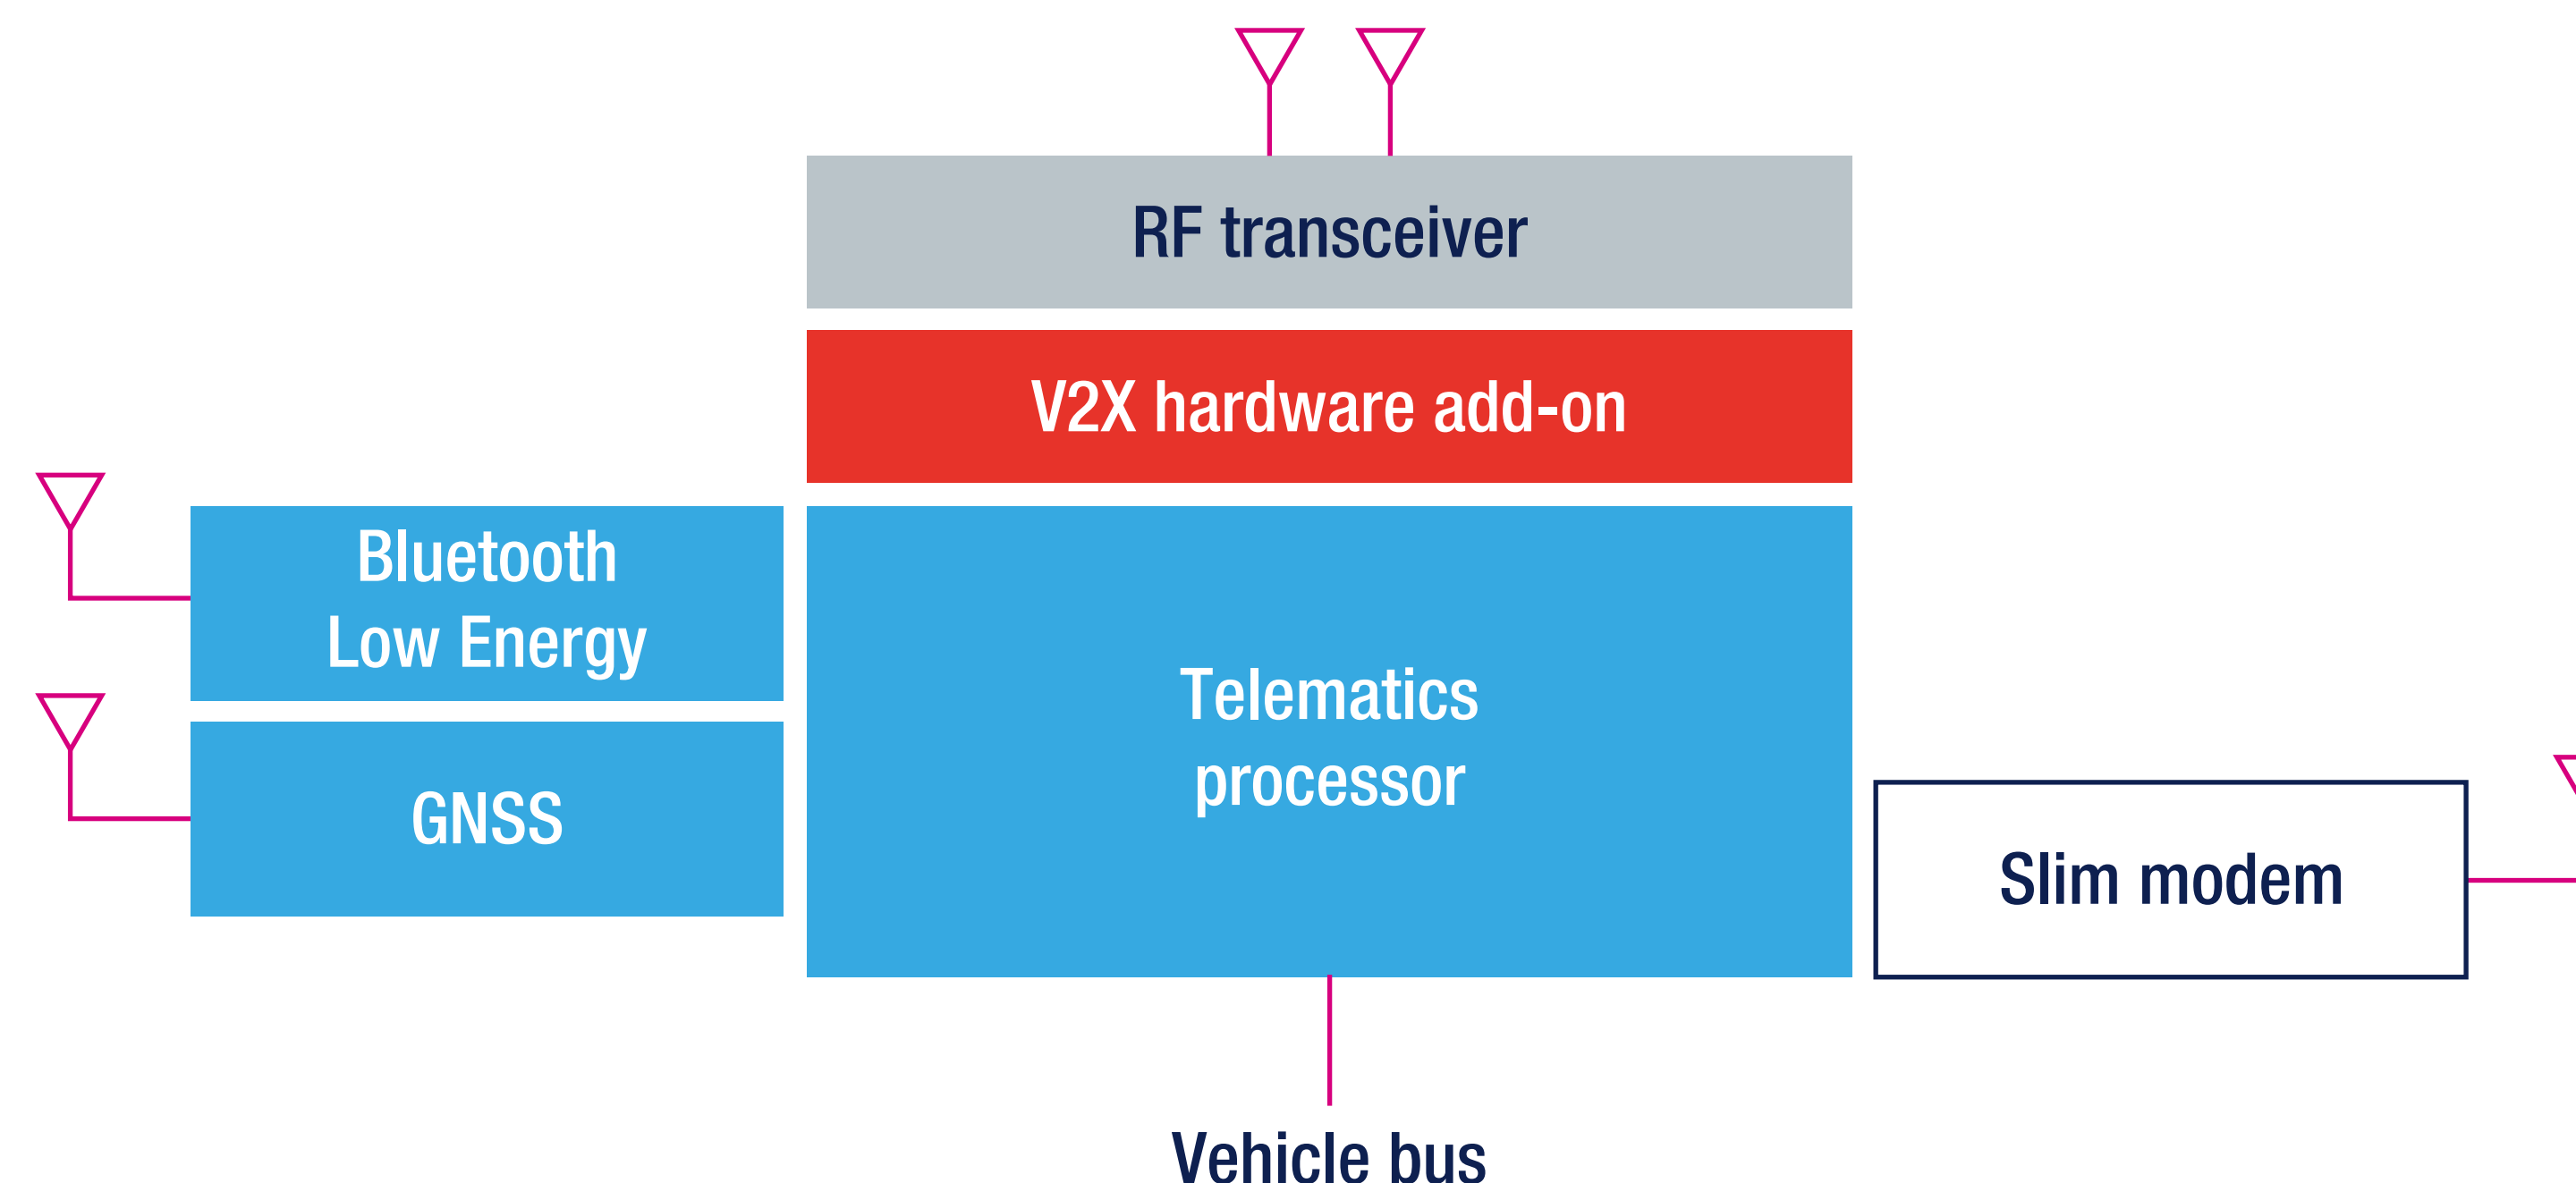 RF transceiver
V2X hardware add-on
Bluetooth
Low Energy
GNSS
Telematics
processor
Slim modem
Vehicle bus